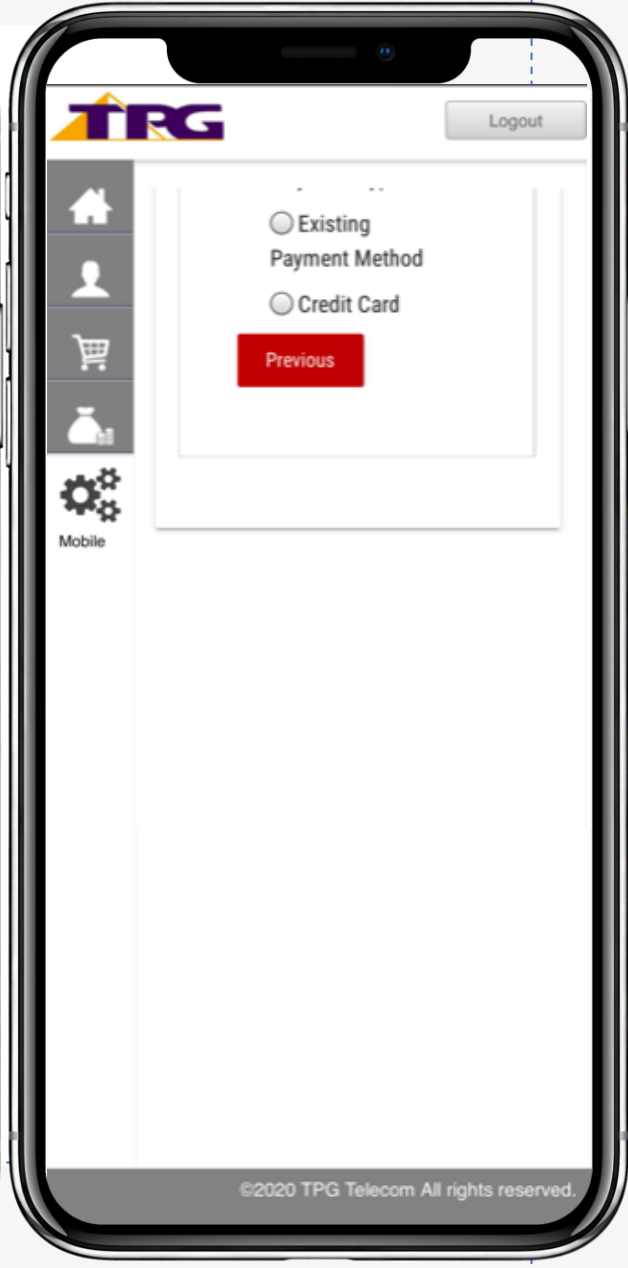 TPG
Logout
Existing
Payment Method
Credit Card
Previous
Mobile
©2020 TPG Telecom All rights reserved.